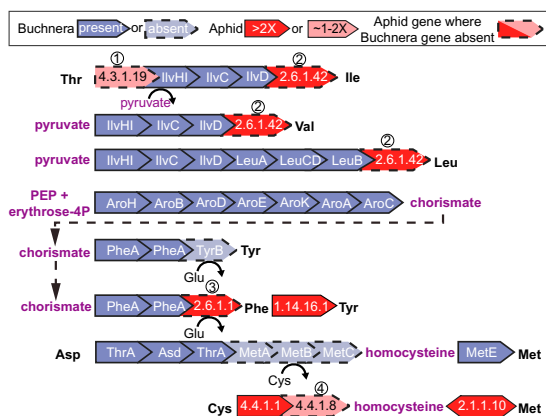 Buchnera present or absent Aphid >2X or ~1-2X Aphid gene where Buchnera gene absent
① ②
Thr 4.3.1.19 IlvHI IlvC IlvD 2.6.1.42 Ile
pyruvate ②
pyruvate IlvHI IlvC IlvD 2.6.1.42 Val
②
pyruvate IlvHI IlvC IlvD LeuA LeuCD LeuB 2.6.1.42 Leu
PEP + erythrose-4P AroH AroB AroD AroE AroK AroA AroC chorismate
chorismate PheA PheA TyrB Tyr
Glu ③
chorismate PheA PheA 2.6.1.1 Phe 1.14.16.1 Tyr
Glu
Asp ThrA Asd ThrA MetA MetB MetC homocysteine MetE Met
Cys ④
Cys 4.4.1.1 4.4.1.8 homocysteine 2.1.1.10 Met